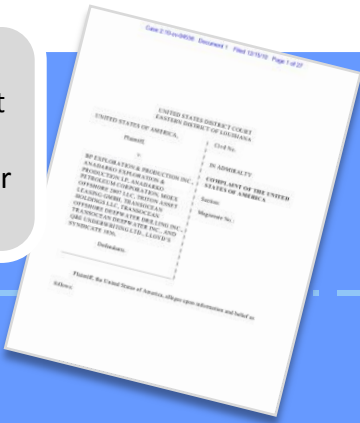 t
r
Case 2:10-cv-04536 Document 1 Filed 12/15/10 Page 1 of 27
UNITED STATES DISTRICT COURT
EASTERN DISTRICT OF LOUISIANA
UNITED STATES OF AMERICA,
Plaintiff,
v.
BP EXPLORATION & PRODUCTION INC.,
ANADARKO EXPLORATION &
PRODUCTION LP, ANADARKO
PETROLEUM CORPORATION, MOEX
OFFSHORE 2007 LLC, TRITON ASSET
LEASING GMBH, TRANSOCEAN
HOLDINGS LLC, TRANSOCEAN
OFFSHORE DEEPWATER DRILLING INC.,
TRANSOCEAN DEEPWATER INC., AND
QBE UNDERWRITING LTD., LLOYD'S
SYNDICATE 1036,
Defendants.
Civil No.
IN ADMIRALTY
COMPLAINT OF THE UNITED
STATES OF AMERICA
Section:
Magistrate No.:
Plaintiff, the United States of America, alleges upon information and belief as
follows: